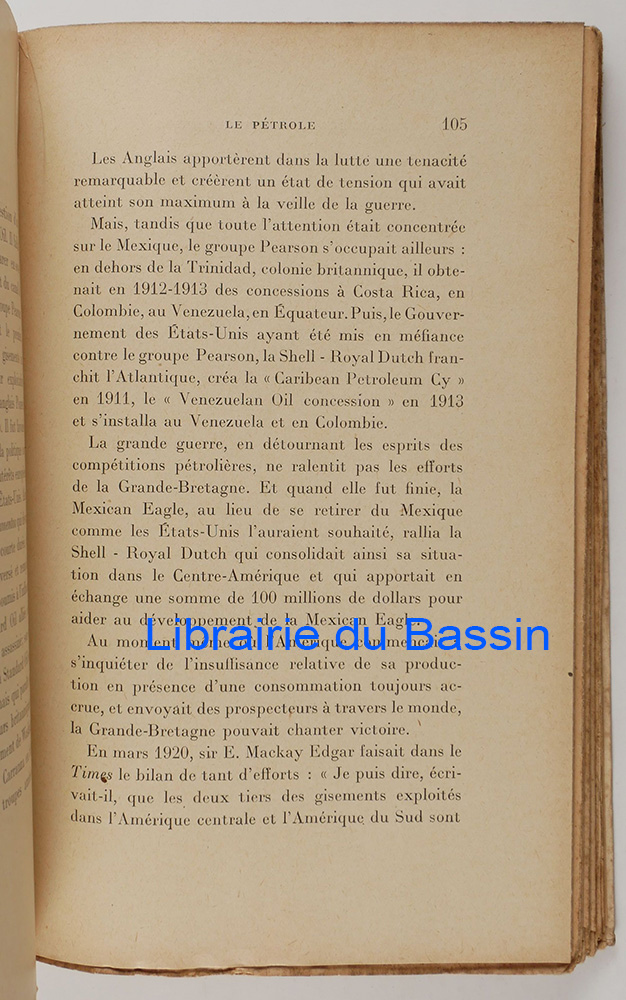 LE PÉTROLE 105
Les Anglais apportèrent dans la lutte une tenacité
remarquable et créèrent un état de tension qui avait
atteint son maximum à la veille de la guerre.
Mais, tandis que toute l'attention était concentrée
sur le Mexique, le groupe Pearson s'occupait ailleurs :
en dehors de la Trinidad, colonie britannique, il obte-
nait en 1912-1913 des concessions à Costa Rica, en
Colombie, au Venezuela, en Équateur. Puis, le Gouver-
nement des États-Unis ayant été mis en méfiance
contre le groupe Pearson, la Shell - Royal Dutch fran-
chit l'Atlantique, créa la « Caribean Petroleum Cy »
en 1911, le « Venezuelan Oil concession » en 1913
et s'installa au Venezuela et en Colombie.
La grande guerre, en détournant les esprits des
compétitions pétrolières, ne ralentit pas les efforts
de la Grande-Bretagne. Et quand elle fut finie, la
Mexican Eagle, au lieu de se retirer du Mexique
comme les États-Unis l'auraient souhaité, rallia la
Shell - Royal Dutch qui consolidait ainsi sa situa-
tion dans le Centre-Amérique et qui apportait en
échange une somme de 100 millions de dollars pour
aider au développement de la Mexican Eagle.
Librairie du Bassin
Au moment même où l'Amérique
s'inquiéter de l'insuffisance relative de sa produc-
tion en présence d'une consommation toujours ac-
crue, et envoyait des prospecteurs à travers le monde,
la Grande-Bretagne pouvait chanter victoire.
En mars 1920, sir E. Mackay Edgar faisait dans le
Times le bilan de tant d'efforts : « Je puis dire, écri-
vait-il, que les deux tiers des gisements exploités
dans l'Amérique centrale et l'Amérique du Sud sont